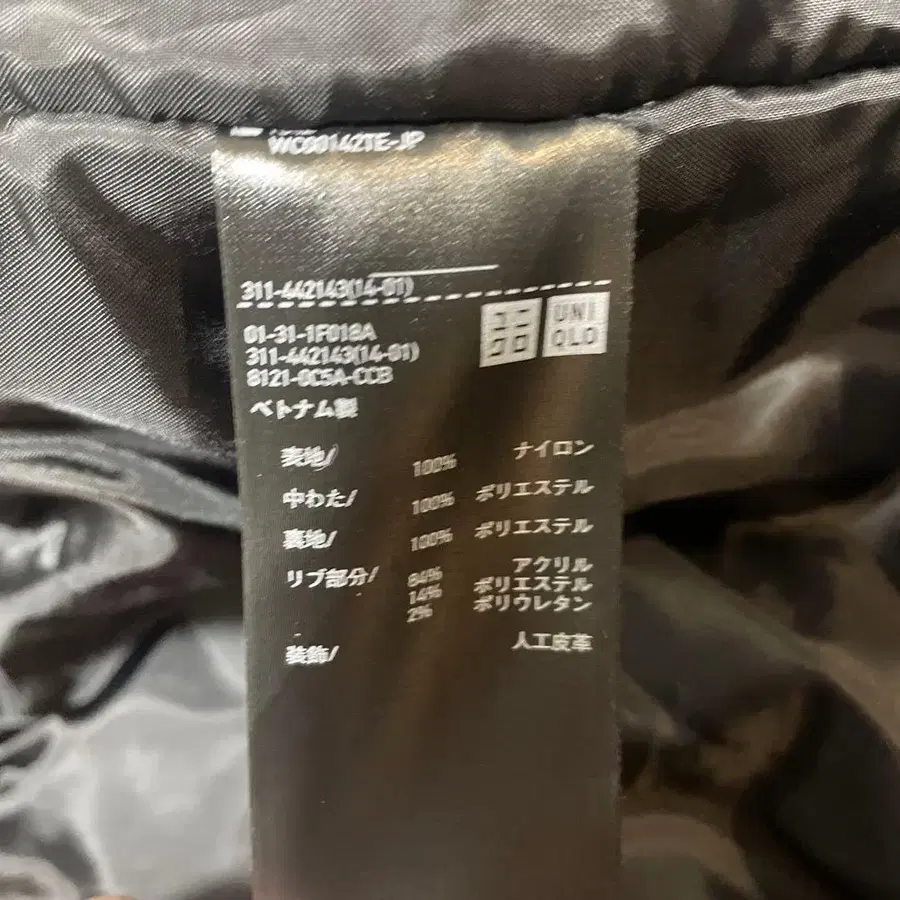 WC00142TE-JP
311-442143(14-01)
コニ
クロ
UNI
QLO
01-31-1F018A
311-442143(14-01)
8121-0C5A-CCB
ベトナム製
表地/ 100% ナイロン
中わた/ 100% ポリエステル
裏地/ 100% ポリエステル
リブ部分/ 84% アクリル
14% ポリエステル
2% ポリウレタン
装飾/ 人工皮革